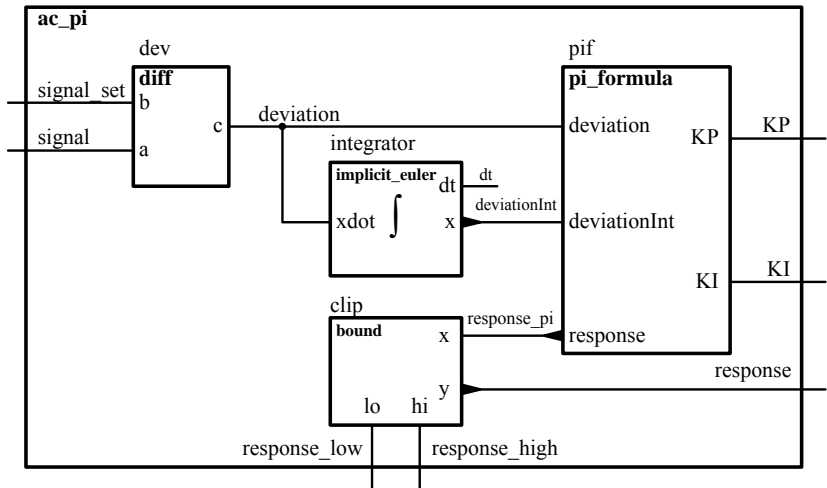 ac_pi
dev
pif
diff
pi_formula
signal_set
b
deviation
c
deviation
KP
KP
signal
a
integrator
implicit_euler
dt
dt
deviationInt
xdot
∫
x
deviationInt
KI
KI
clip
bound
x
response_pi
response
response
y
lo
hi
response_low
response_high